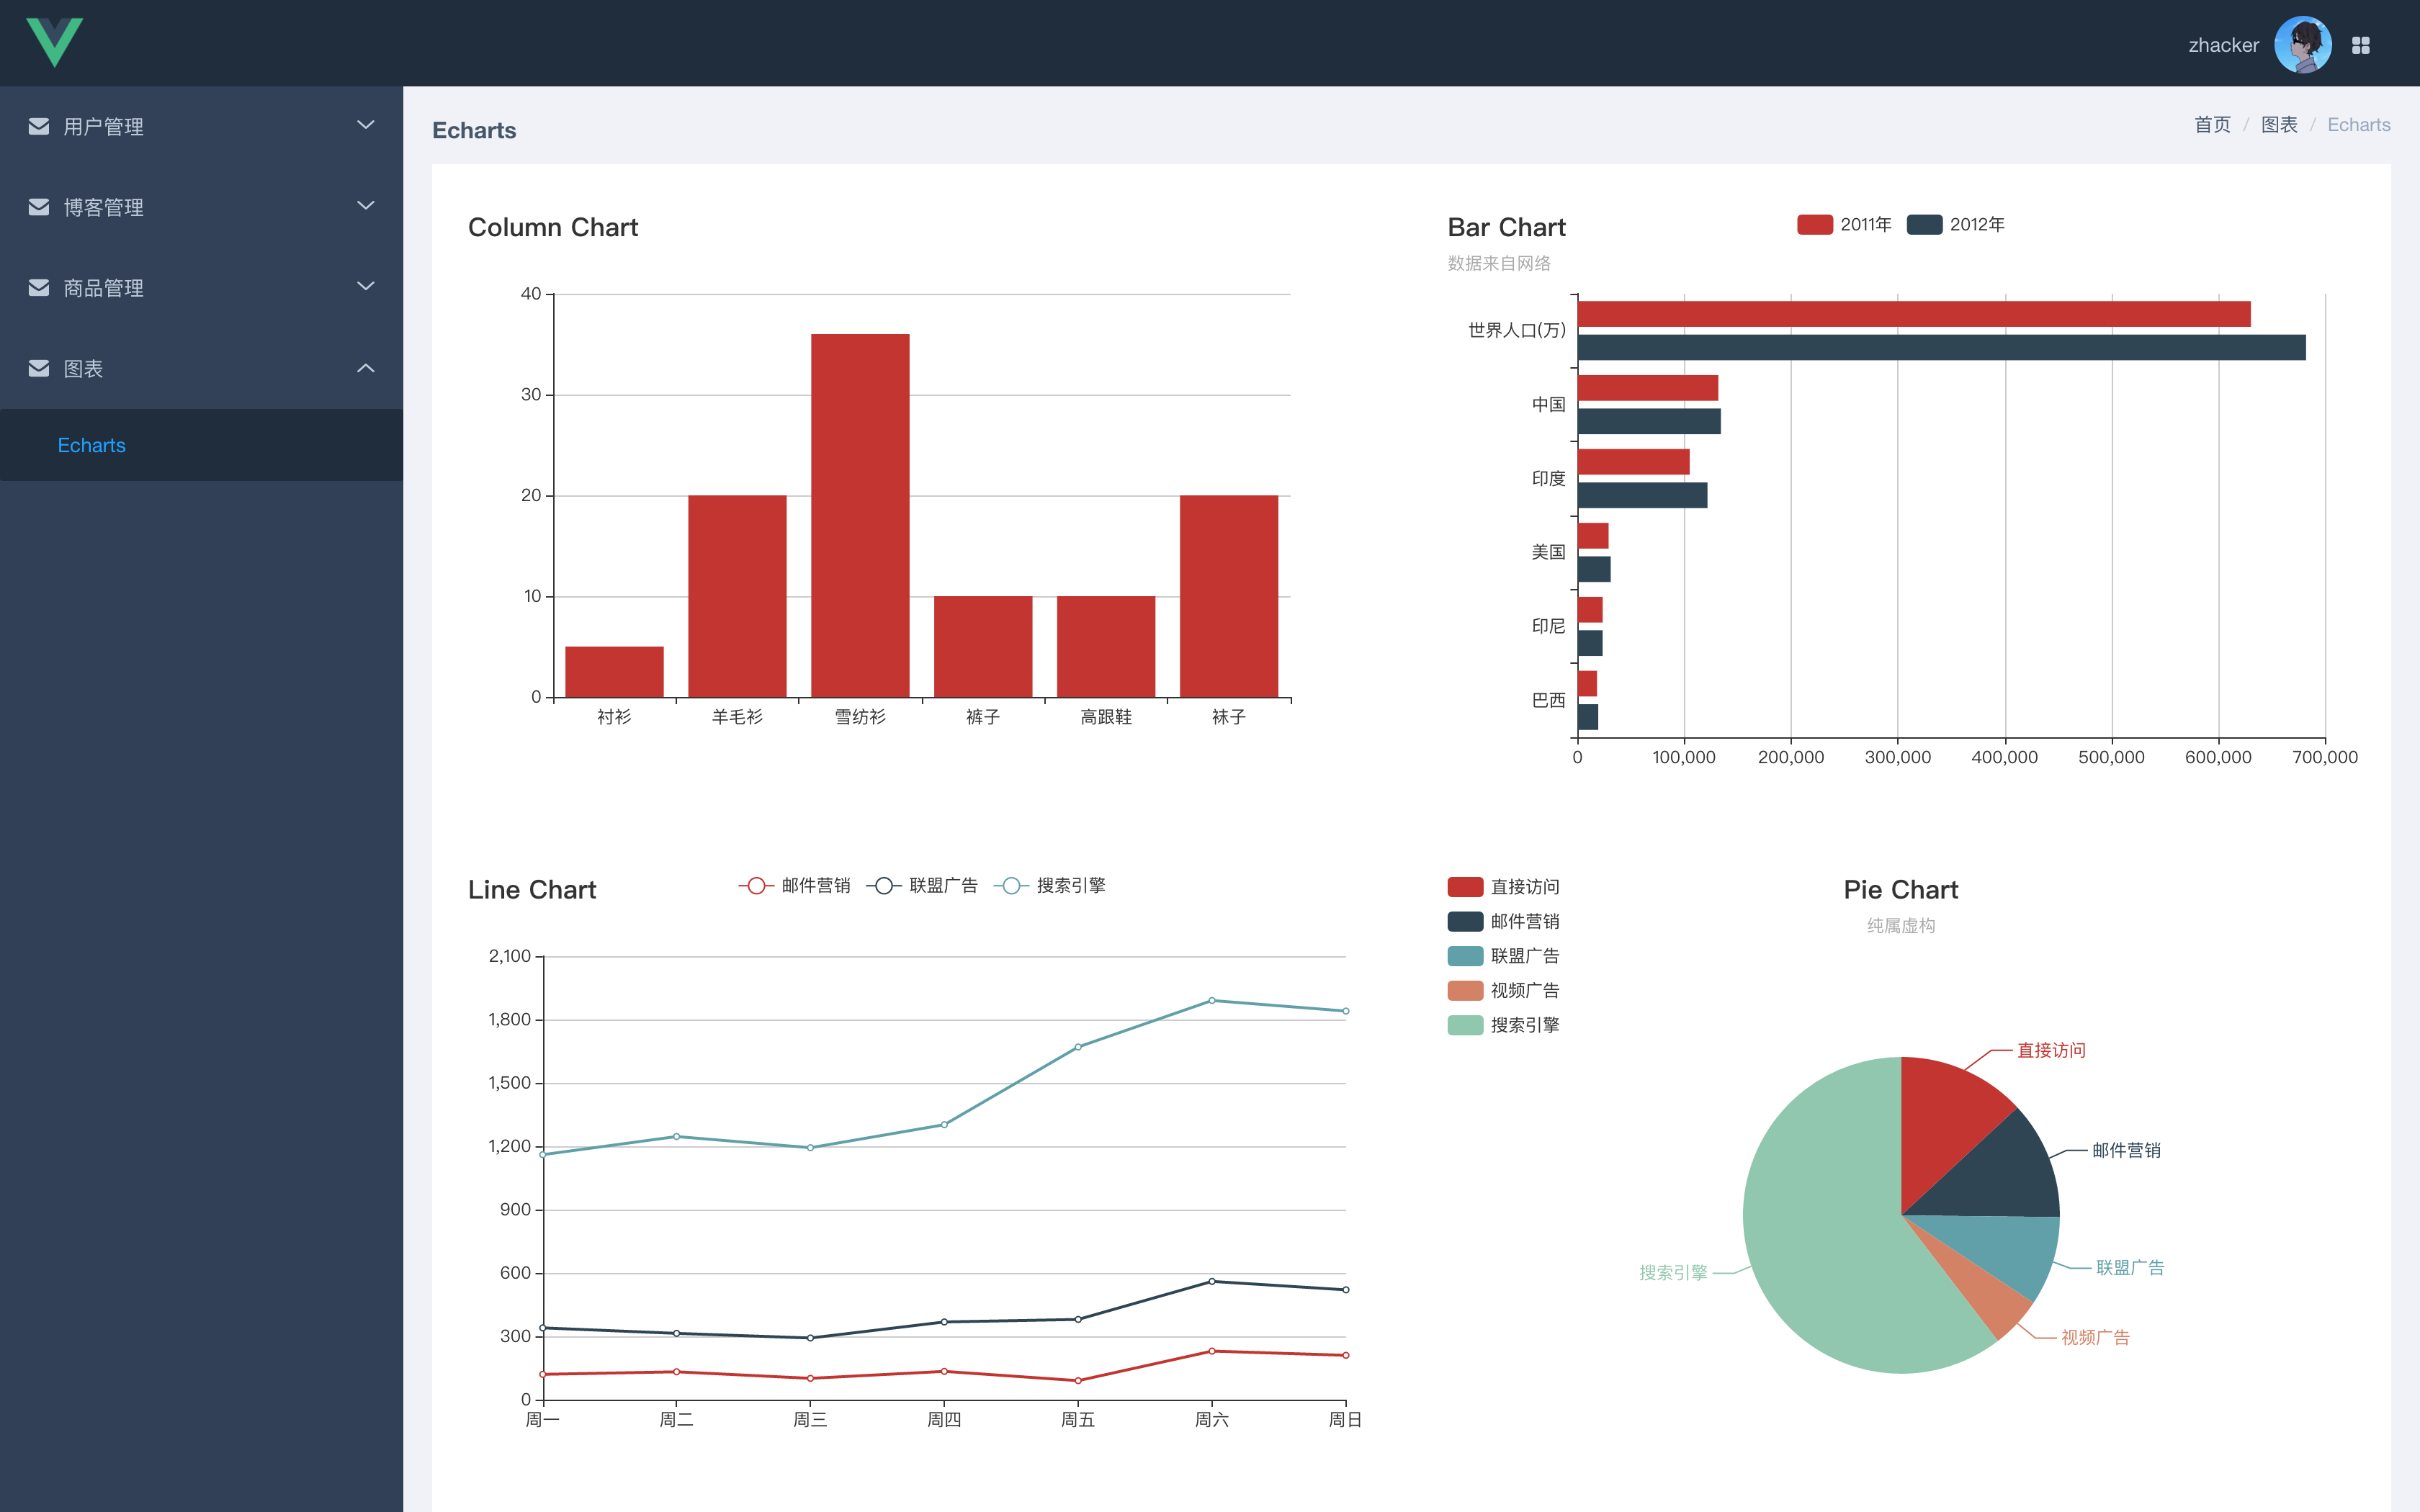 zhacker
用户管理
博客管理
商品管理
图表
Echarts
Echarts
首页 / 图表 / Echarts
Column Chart
40
30
20
10
0
衬衫 羊毛衫 雪纺衫 裤子 高跟鞋 袜子
Bar Chart
2011年 2012年
数据来自网络
世界人口(万)
中国
印度
美国
印尼
巴西
0 100,000 200,000 300,000 400,000 500,000 600,000 700,000
Line Chart
邮件营销 联盟广告 搜索引擎
2,100
1,800
1,500
1,200
900
600
300
0
周一 周二 周三 周四 周五 周六 周日
直接访问
邮件营销
联盟广告
视频广告
搜索引擎
Pie Chart
纯属虚构
直接访问
邮件营销
联盟广告
视频广告
搜索引擎